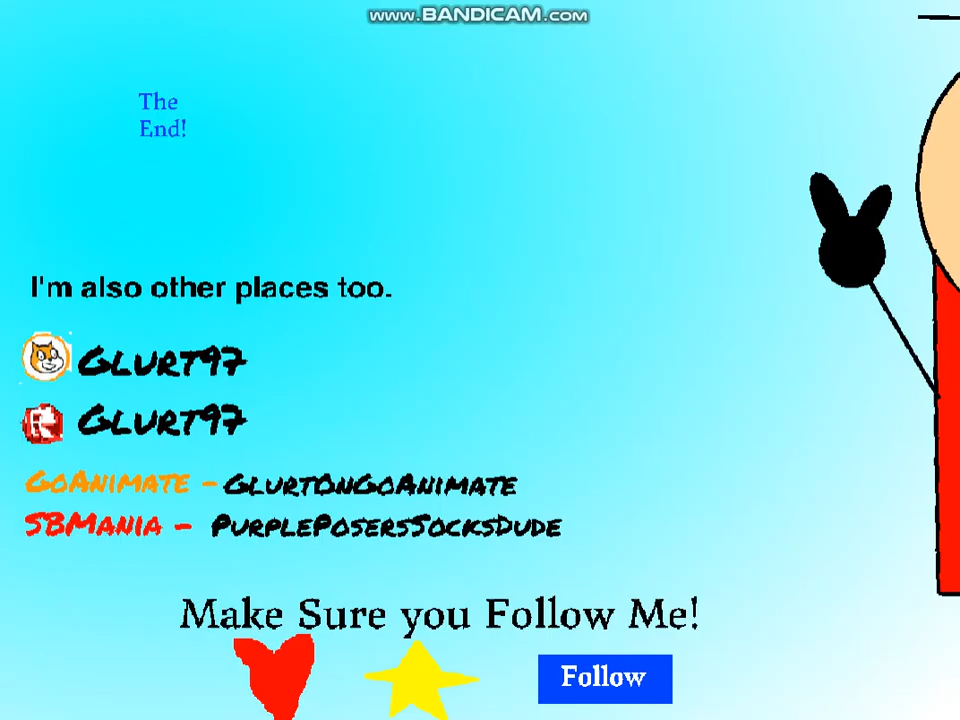 www.BANDICAM.com
The
End!
I'm also other places too.
Glurt97
Glurt97
GoAnimate - GlurtOnGoAnimate
SBMania - PurplePosersSocksDude
Make Sure you Follow Me!
Follow